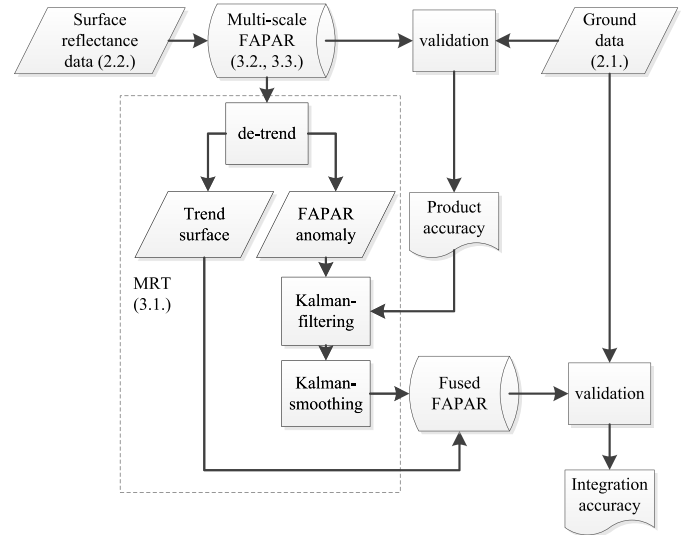 Surface
reflectance
data (2.2.)
Multi-scale
FAPAR
(3.2., 3.3.)
validation
Ground
data
(2.1.)
de-trend
Trend
surface
FAPAR
anomaly
Product
accuracy
MRT
(3.1.)
Kalman-
filtering
Kalman-
smoothing
Fused
FAPAR
validation
Integration
accuracy